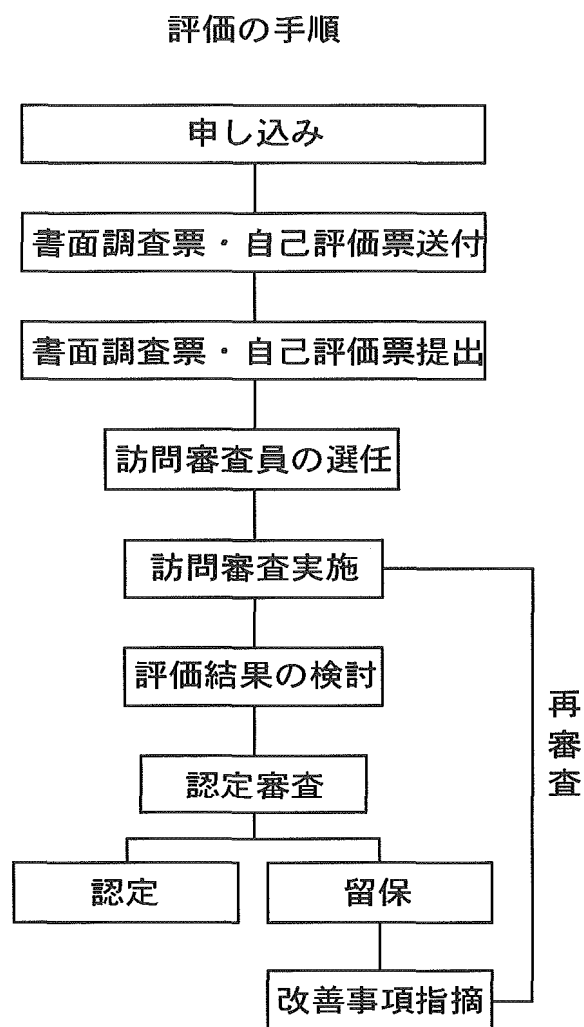 評価の手順
申し込み
書面調査票・自己評価票送付
書面調査票・自己評価票提出
訪問審査員の選任
訪問審査実施
評価結果の検討
再審査
認定審査
認定
留保
改善事項指摘